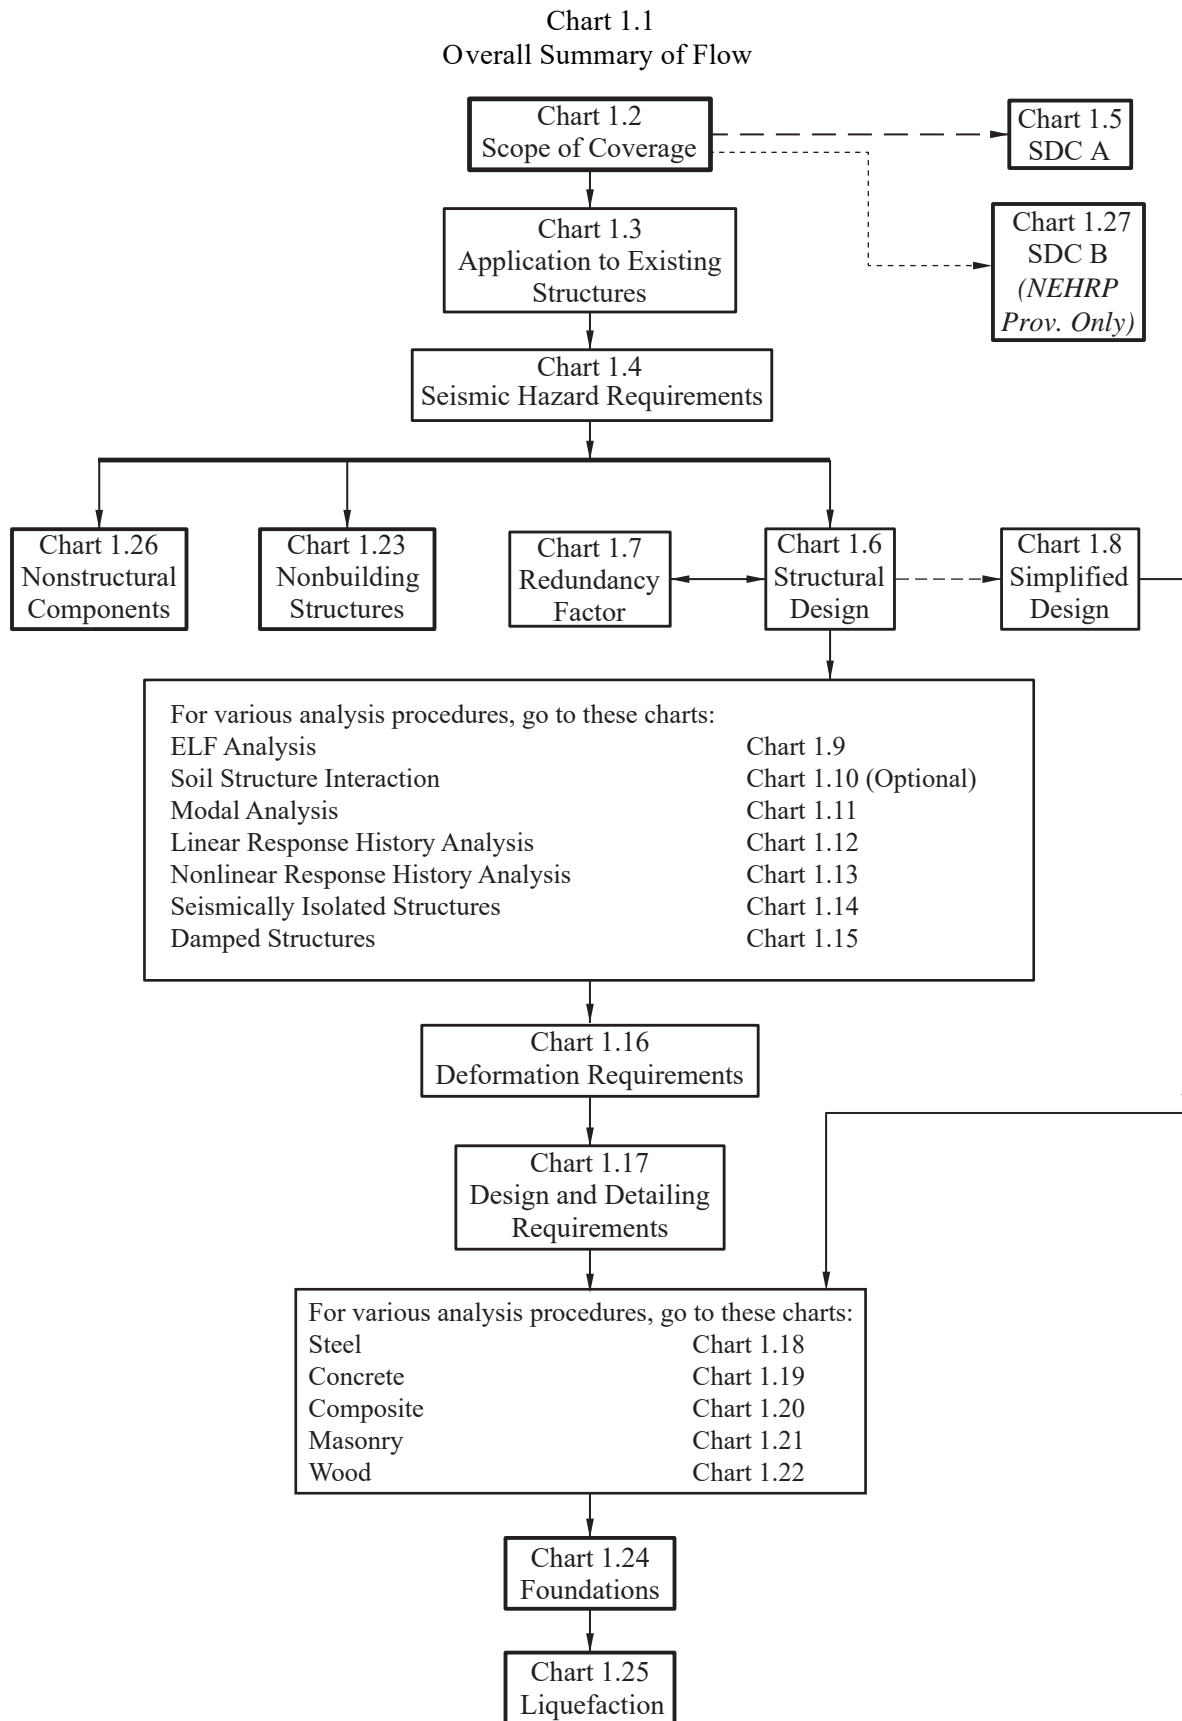 Chart 1.1
Overall Summary of Flow
Chart 1.2
Scope of Coverage
Chart 1.5
SDC A
Chart 1.3
Application to Existing
Structures
Chart 1.27
SDC B
(NEHRP
Prov. Only)
Chart 1.4
Seismic Hazard Requirements
Chart 1.26
Nonstructural
Components
Chart 1.23
Nonbuilding
Structures
Chart 1.7
Redundancy
Factor
Chart 1.6
Structural
Design
Chart 1.8
Simplified
Design
For various analysis procedures, go to these charts:
ELF Analysis Chart 1.9
Soil Structure Interaction Chart 1.10 (Optional)
Modal Analysis Chart 1.11
Linear Response History Analysis Chart 1.12
Nonlinear Response History Analysis Chart 1.13
Seismically Isolated Structures Chart 1.14
Damped Structures Chart 1.15
Chart 1.16
Deformation Requirements
Chart 1.17
Design and Detailing
Requirements
For various analysis procedures, go to these charts:
Steel Chart 1.18
Concrete Chart 1.19
Composite Chart 1.20
Masonry Chart 1.21
Wood Chart 1.22
Chart 1.24
Foundations
Chart 1.25
Liquefaction